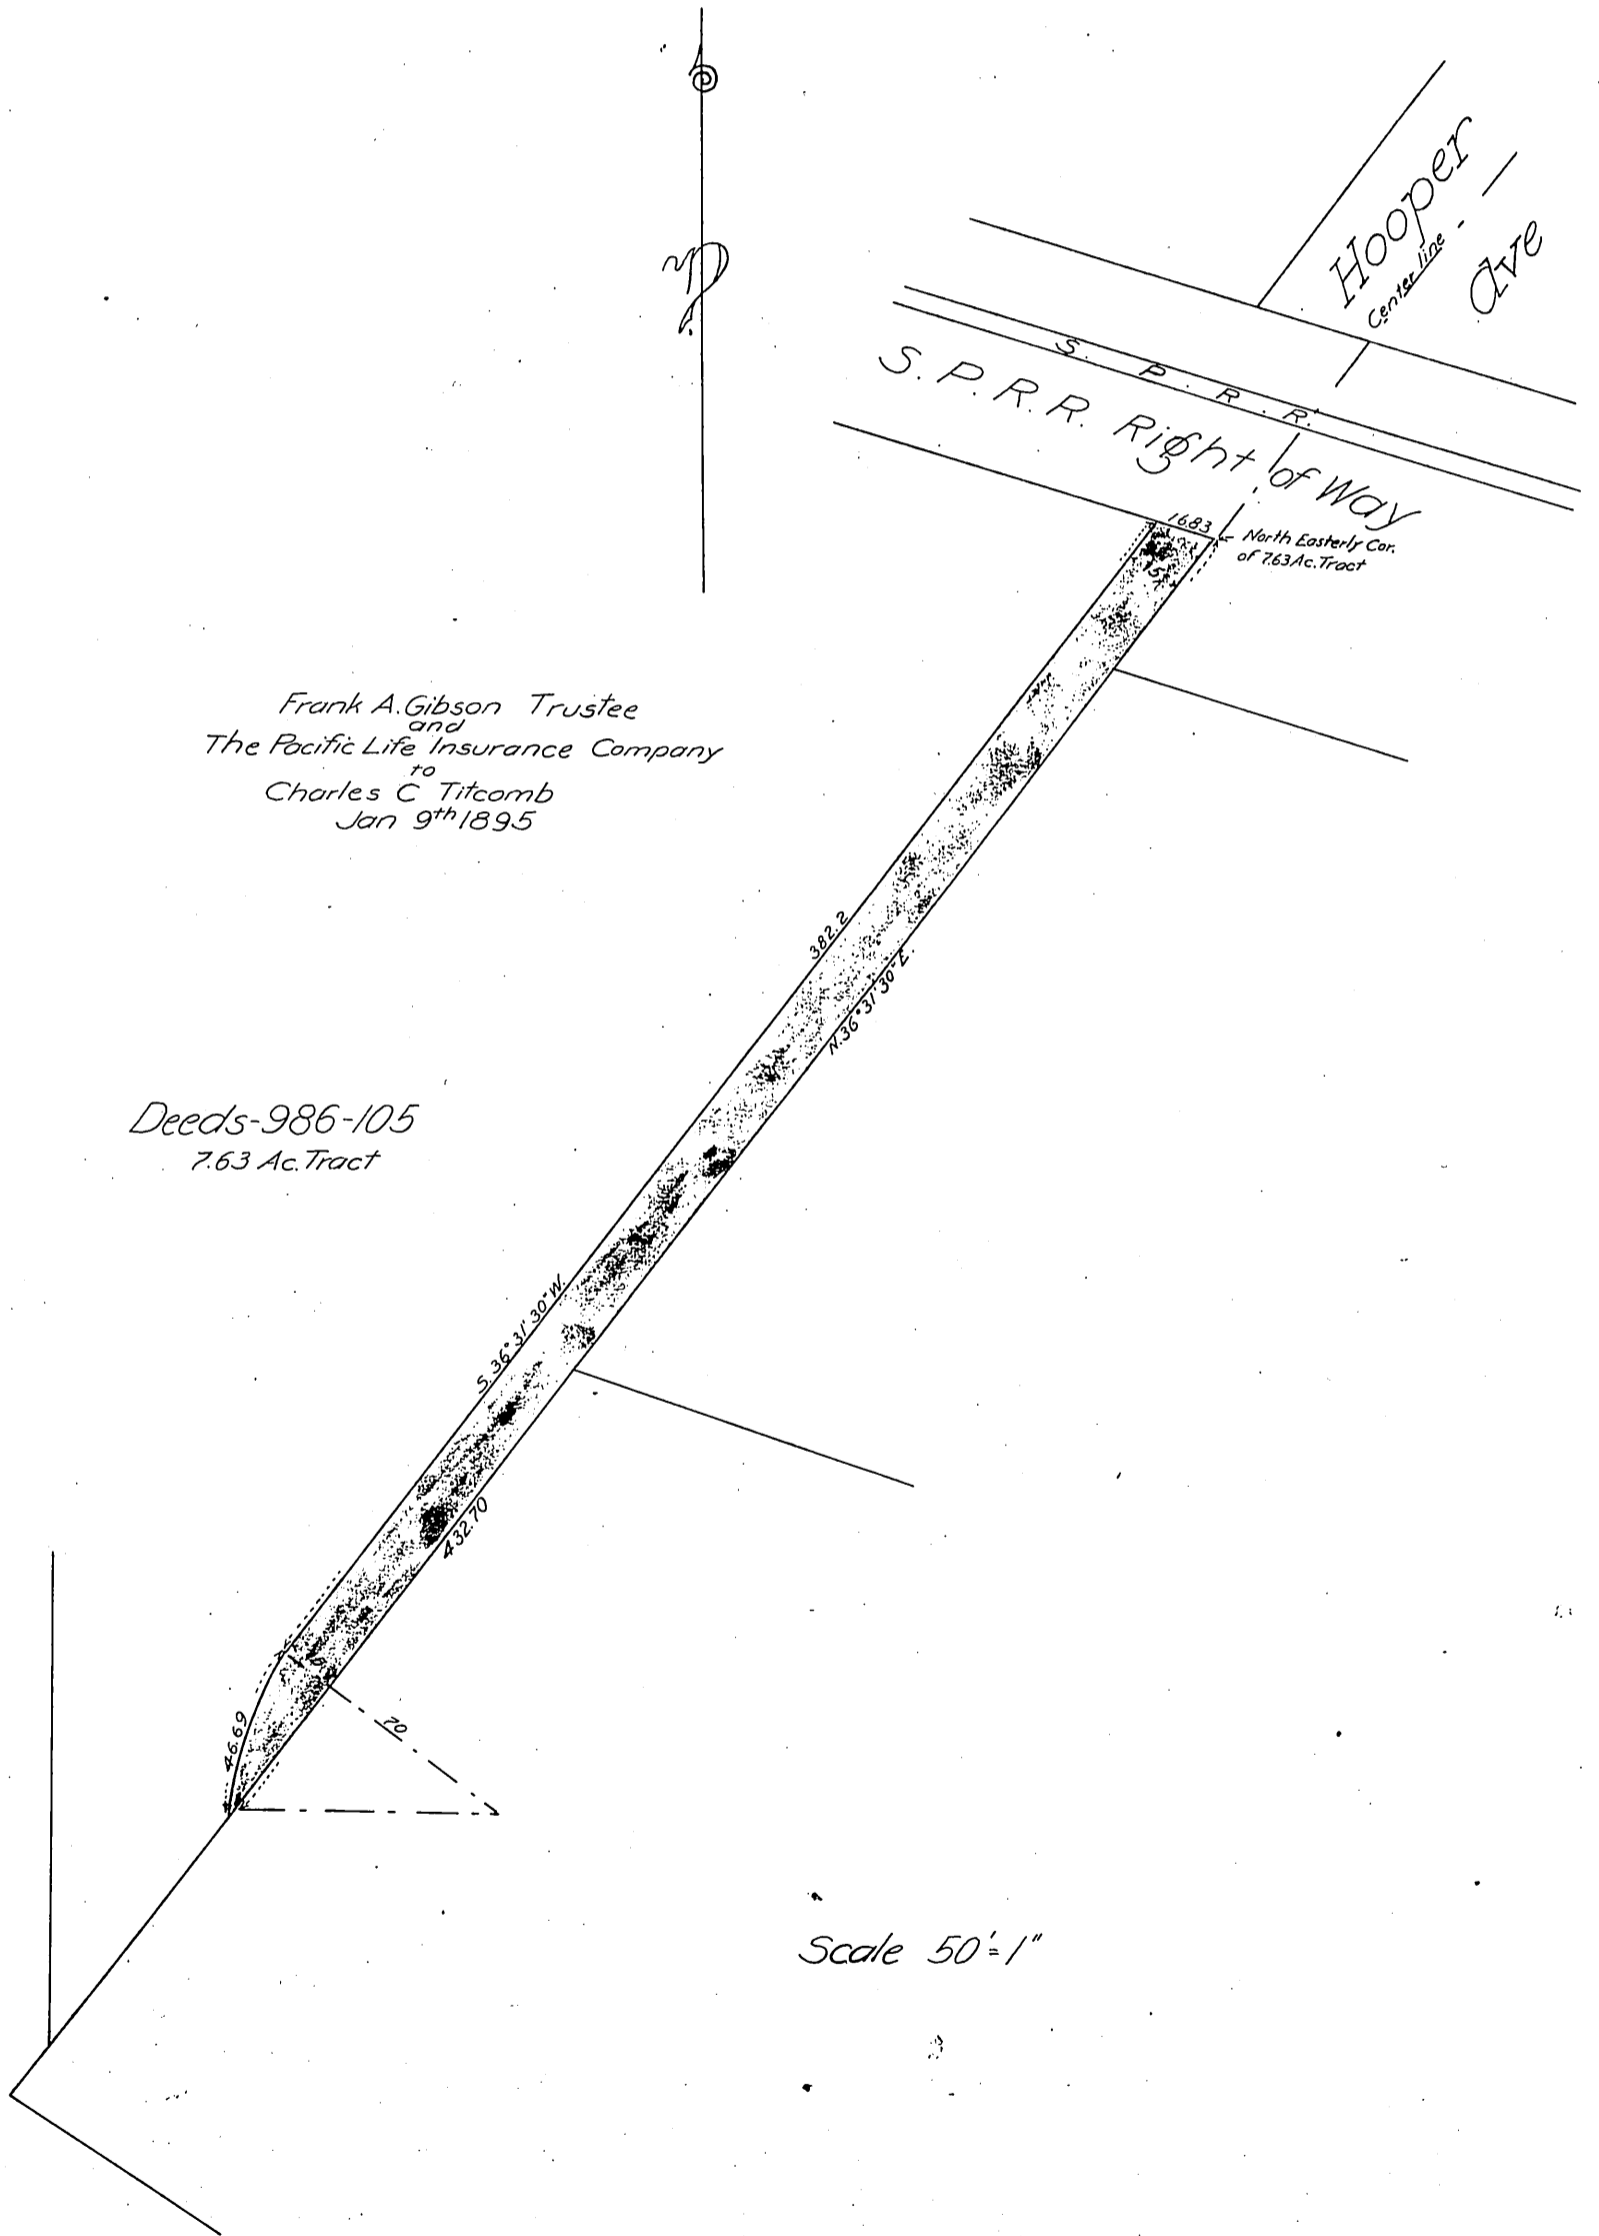 Hooper
Center line
Ave
S. P. R. R.
S. P. R. R. Right of Way
16.83
North Easterly Cor.
of 7.63 Ac. Tract
15
Frank A. Gibson Trustee
and
The Pacific Life Insurance Company
to
Charles C Titcomb
Jan 9th 1895
382.2
N. 36° 31' 30" E.
Deeds-986-105
7.63 Ac. Tract
S. 36° 31' 30" W.
432.70
46.69
70
Scale 50'=1"